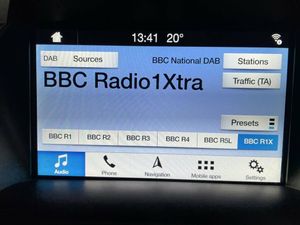 13:41 20°
DAB Sources BBC National DAB Stations
BBC Radio1Xtra
Traffic (TA)
Presets
BBC R1 BBC R2 BBC R3 BBC R4 BBC R5L BBC R1X
Audio Phone Navigation Mobile apps Settings